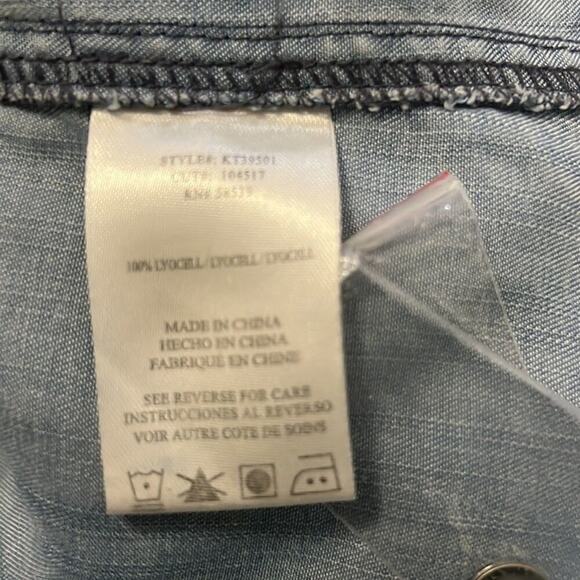 STYLE#: KT39501
CUT#: 104517
RN# 58539
100% LYOCELL/LYOCELL/LYOCELL
MADE IN CHINA
HECHO EN CHINA
FABRIQUE EN CHINE
SEE REVERSE FOR CARE
INSTRUCCIONES AL REVERSO
VOIR AUTRE COTE DE SOINS